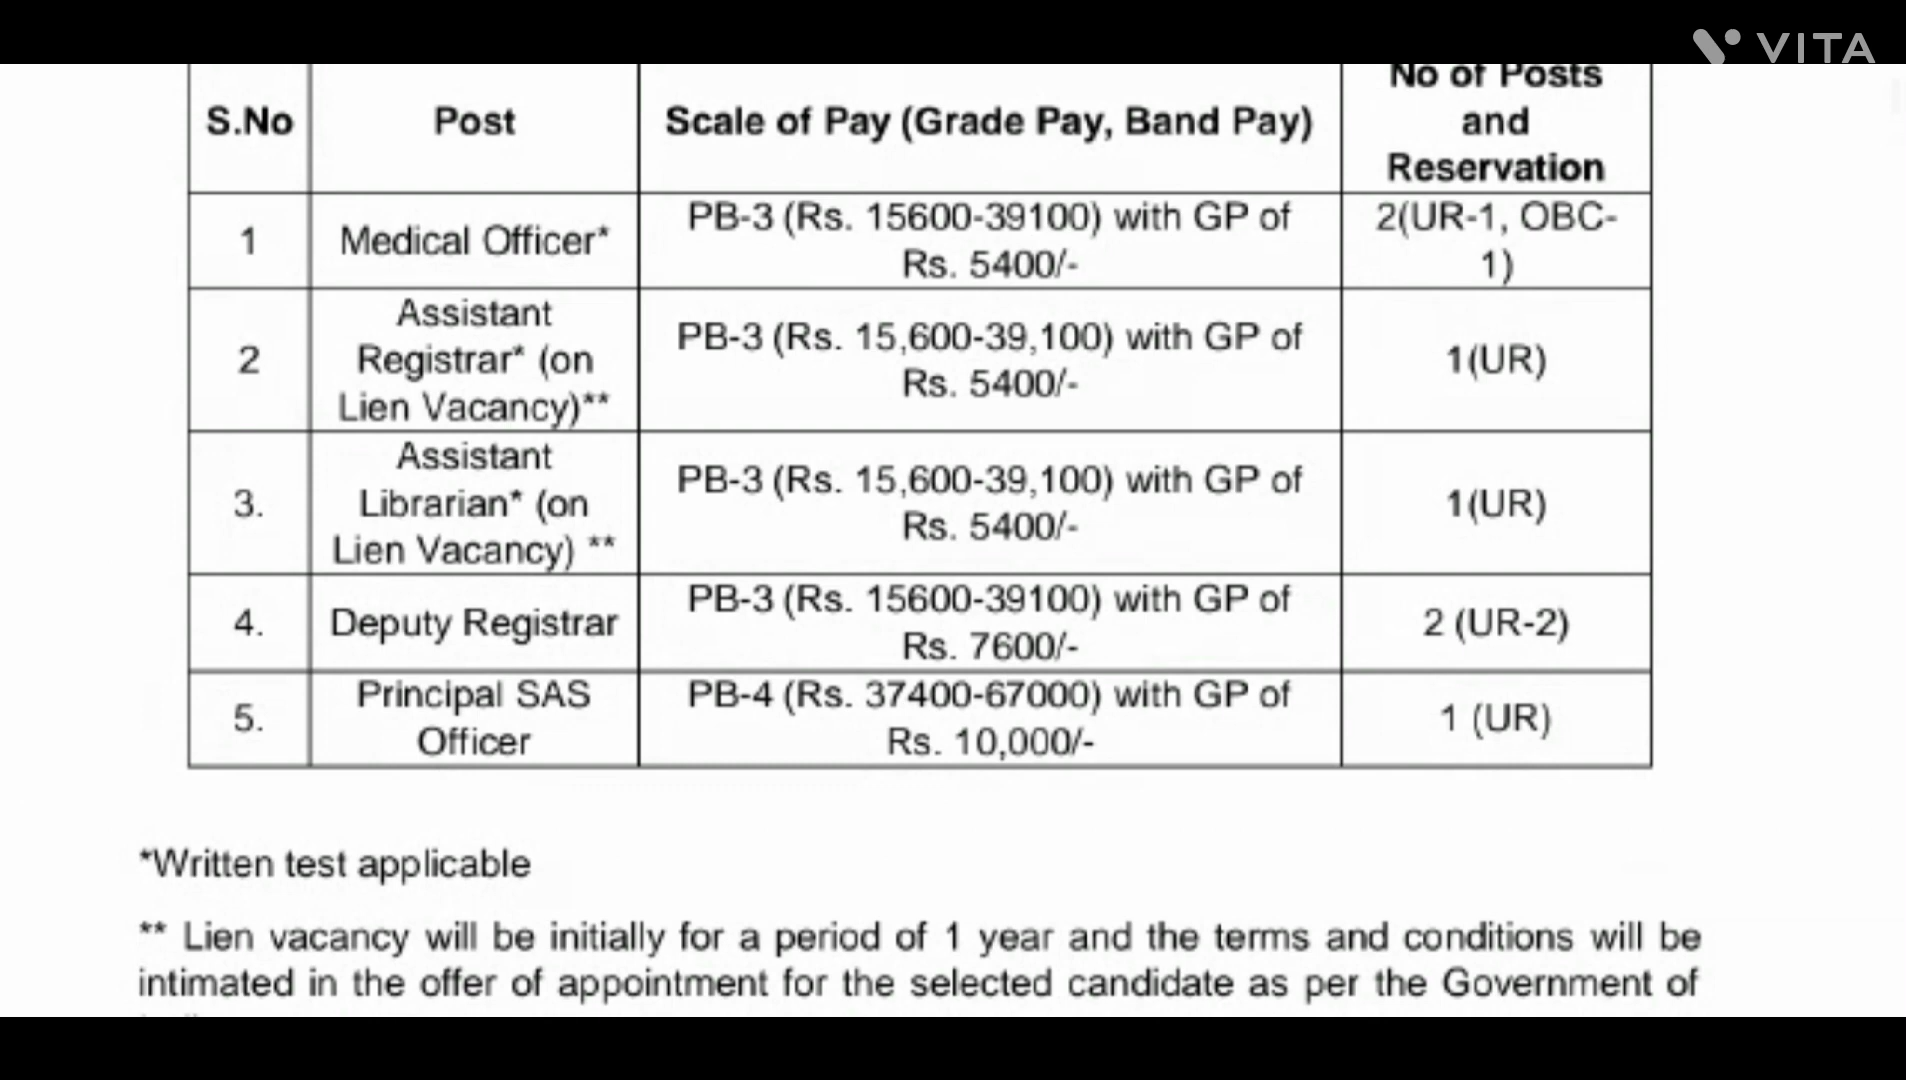 VITA
No of Posts
S.No Post Scale of Pay (Grade Pay, Band Pay) and
Reservation
PB-3 (Rs. 15600-39100) with GP of 2(UR-1, OBC-
1 Medical Officer*
Rs. 5400/- 1)
Assistant
PB-3 (Rs. 15,600-39,100) with GP of
2 Registrar* (on 1(UR)
Rs. 5400/-
Lien Vacancy)**
Assistant
PB-3 (Rs. 15,600-39,100) with GP of
3. Librarian* (on 1(UR)
Rs. 5400/-
Lien Vacancy) **
PB-3 (Rs. 15600-39100) with GP of
4. Deputy Registrar 2 (UR-2)
Rs. 7600/-
Principal SAS PB-4 (Rs. 37400-67000) with GP of
5. 1 (UR)
Officer Rs. 10,000/-
*Written test applicable
** Lien vacancy will be initially for a period of 1 year and the terms and conditions will be
intimated in the offer of appointment for the selected candidate as per the Government of